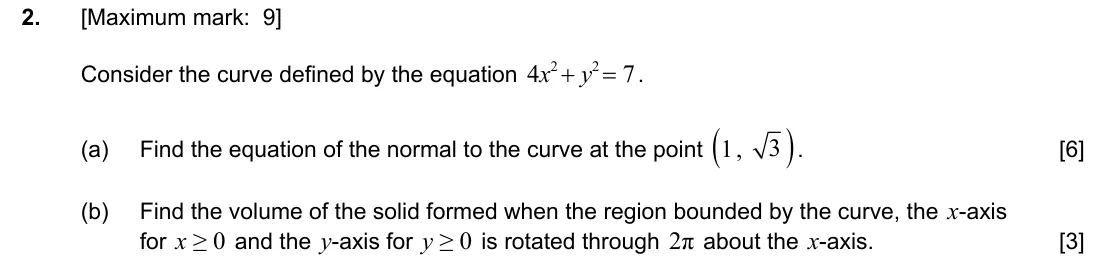 2. [Maximum mark: 9]
Consider the curve defined by the equation 4x² + y² = 7.
(a) Find the equation of the normal to the curve at the point (1, √3). [6]
(b) Find the volume of the solid formed when the region bounded by the curve, the x-axis
for x ≥ 0 and the y-axis for y ≥ 0 is rotated through 2π about the x-axis. [3]